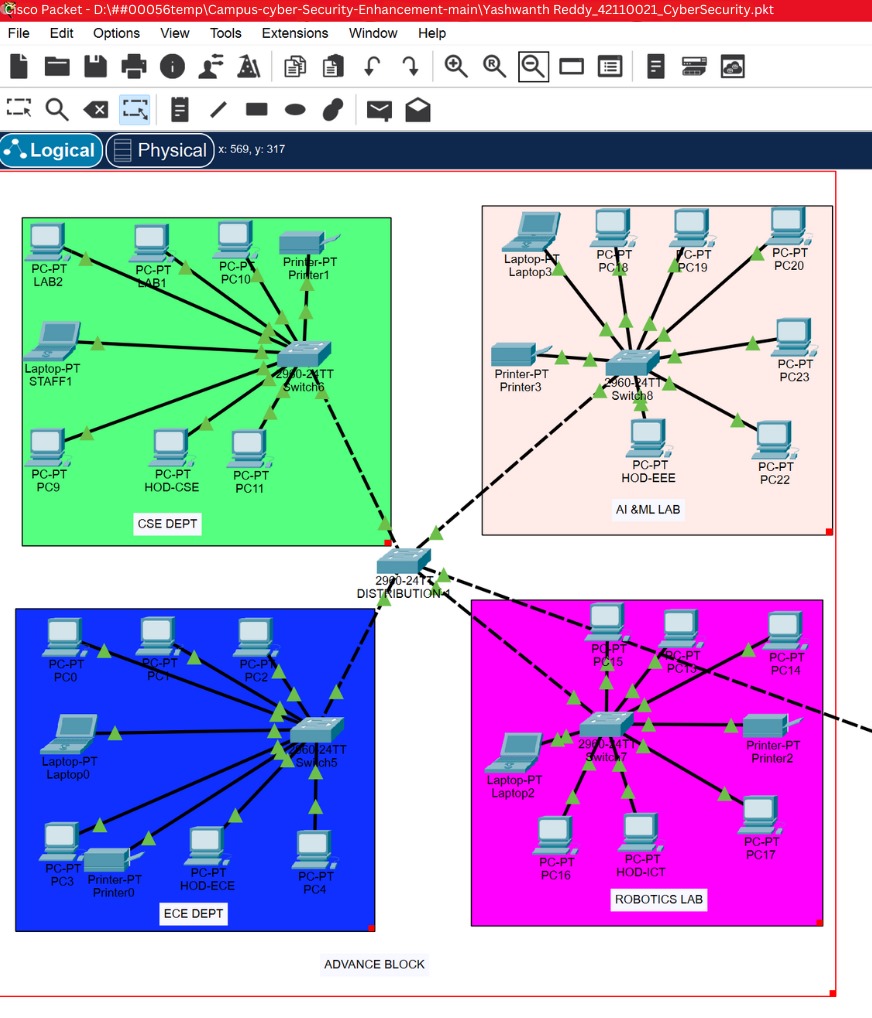 Cisco Packet - D:\##00056temp\Campus-cyber-Security-Enhancement-main\Yashwanth Reddy_42110021_CyberSecurity.pkt
File Edit Options View Tools Extensions Window Help
Logical Physical x: 569, y: 317
PC-PT
LAB2
PC-PT
LAB1
PC-PT
PC10
Printer-PT
Printer1
Laptop-PT
STAFF1
2960-24TT
Switch6
PC-PT
PC9
PC-PT
HOD-CSE
PC-PT
PC11
CSE DEPT
Laptop-PT
Laptop3
PC-PT
PC18
PC-PT
PC19
PC-PT
PC20
Printer-PT
Printer3
2960-24TT
Switch8
PC-PT
PC23
PC-PT
HOD-EEE
PC-PT
PC22
AI &ML LAB
2960-24TT
DISTRIBUTION-1
PC-PT
PC0
PC-PT
PC1
PC-PT
PC2
Laptop-PT
Laptop0
2960-24TT
Switch5
PC-PT
PC3
Printer-PT
Printer0
PC-PT
HOD-ECE
PC-PT
PC4
ECE DEPT
PC-PT
PC15
PC-PT
PC13
PC-PT
PC14
Laptop-PT
Laptop2
2960-24TT
Switch7
Printer-PT
Printer2
PC-PT
PC16
PC-PT
HOD-ICT
PC-PT
PC17
ROBOTICS LAB
ADVANCE BLOCK